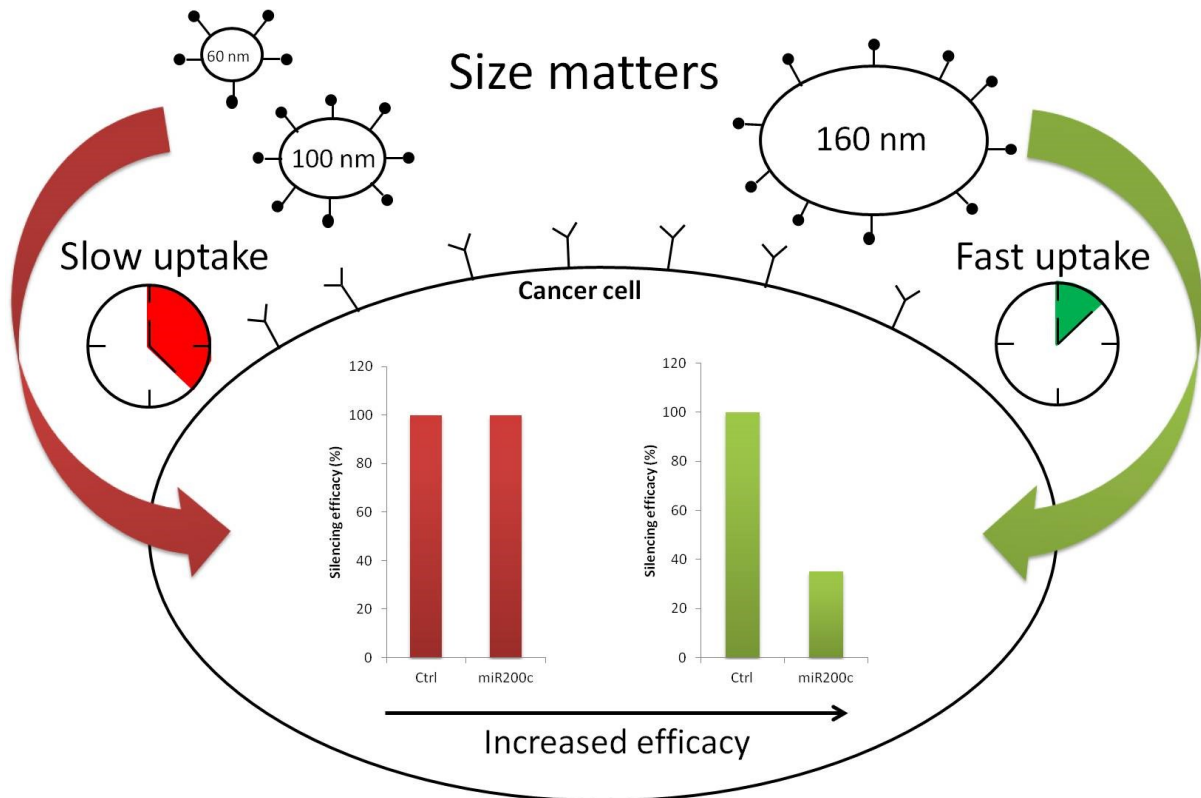 60 nm
Size matters
100 nm
160 nm
Slow uptake
Fast uptake
Cancer cell
Silencing efficacy (%)
120
100
80
60
40
20
0
Ctrl
miR200c
Silencing efficacy (%)
120
100
80
60
40
20
0
Ctrl
miR200c
Increased efficacy